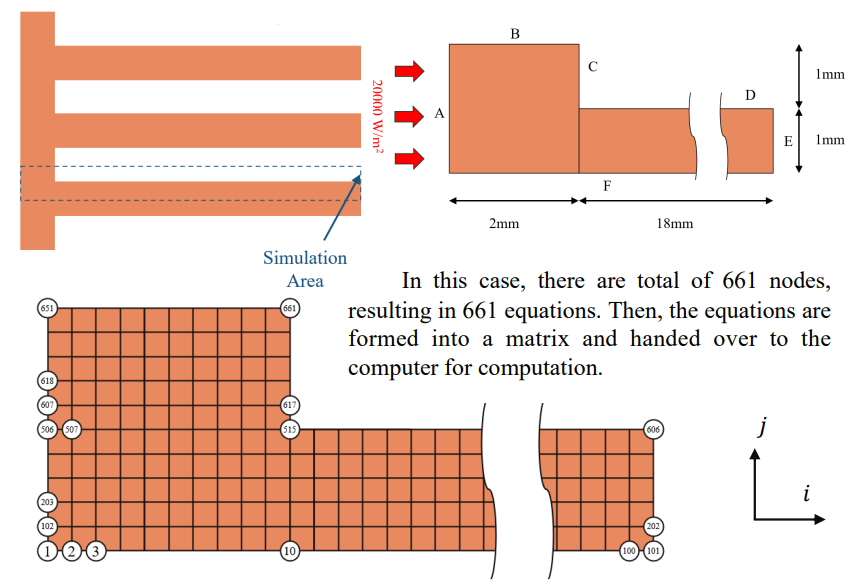 20000 W/m²
Simulation
Area
A
B
C
D
E
F
1mm
1mm
2mm
18mm
In this case, there are total of 661 nodes,
resulting in 661 equations. Then, the equations are
formed into a matrix and handed over to the
computer for computation.
651
661
618
607
617
506
507
515
606
203
102
202
1
2
3
10
100
101
j
i